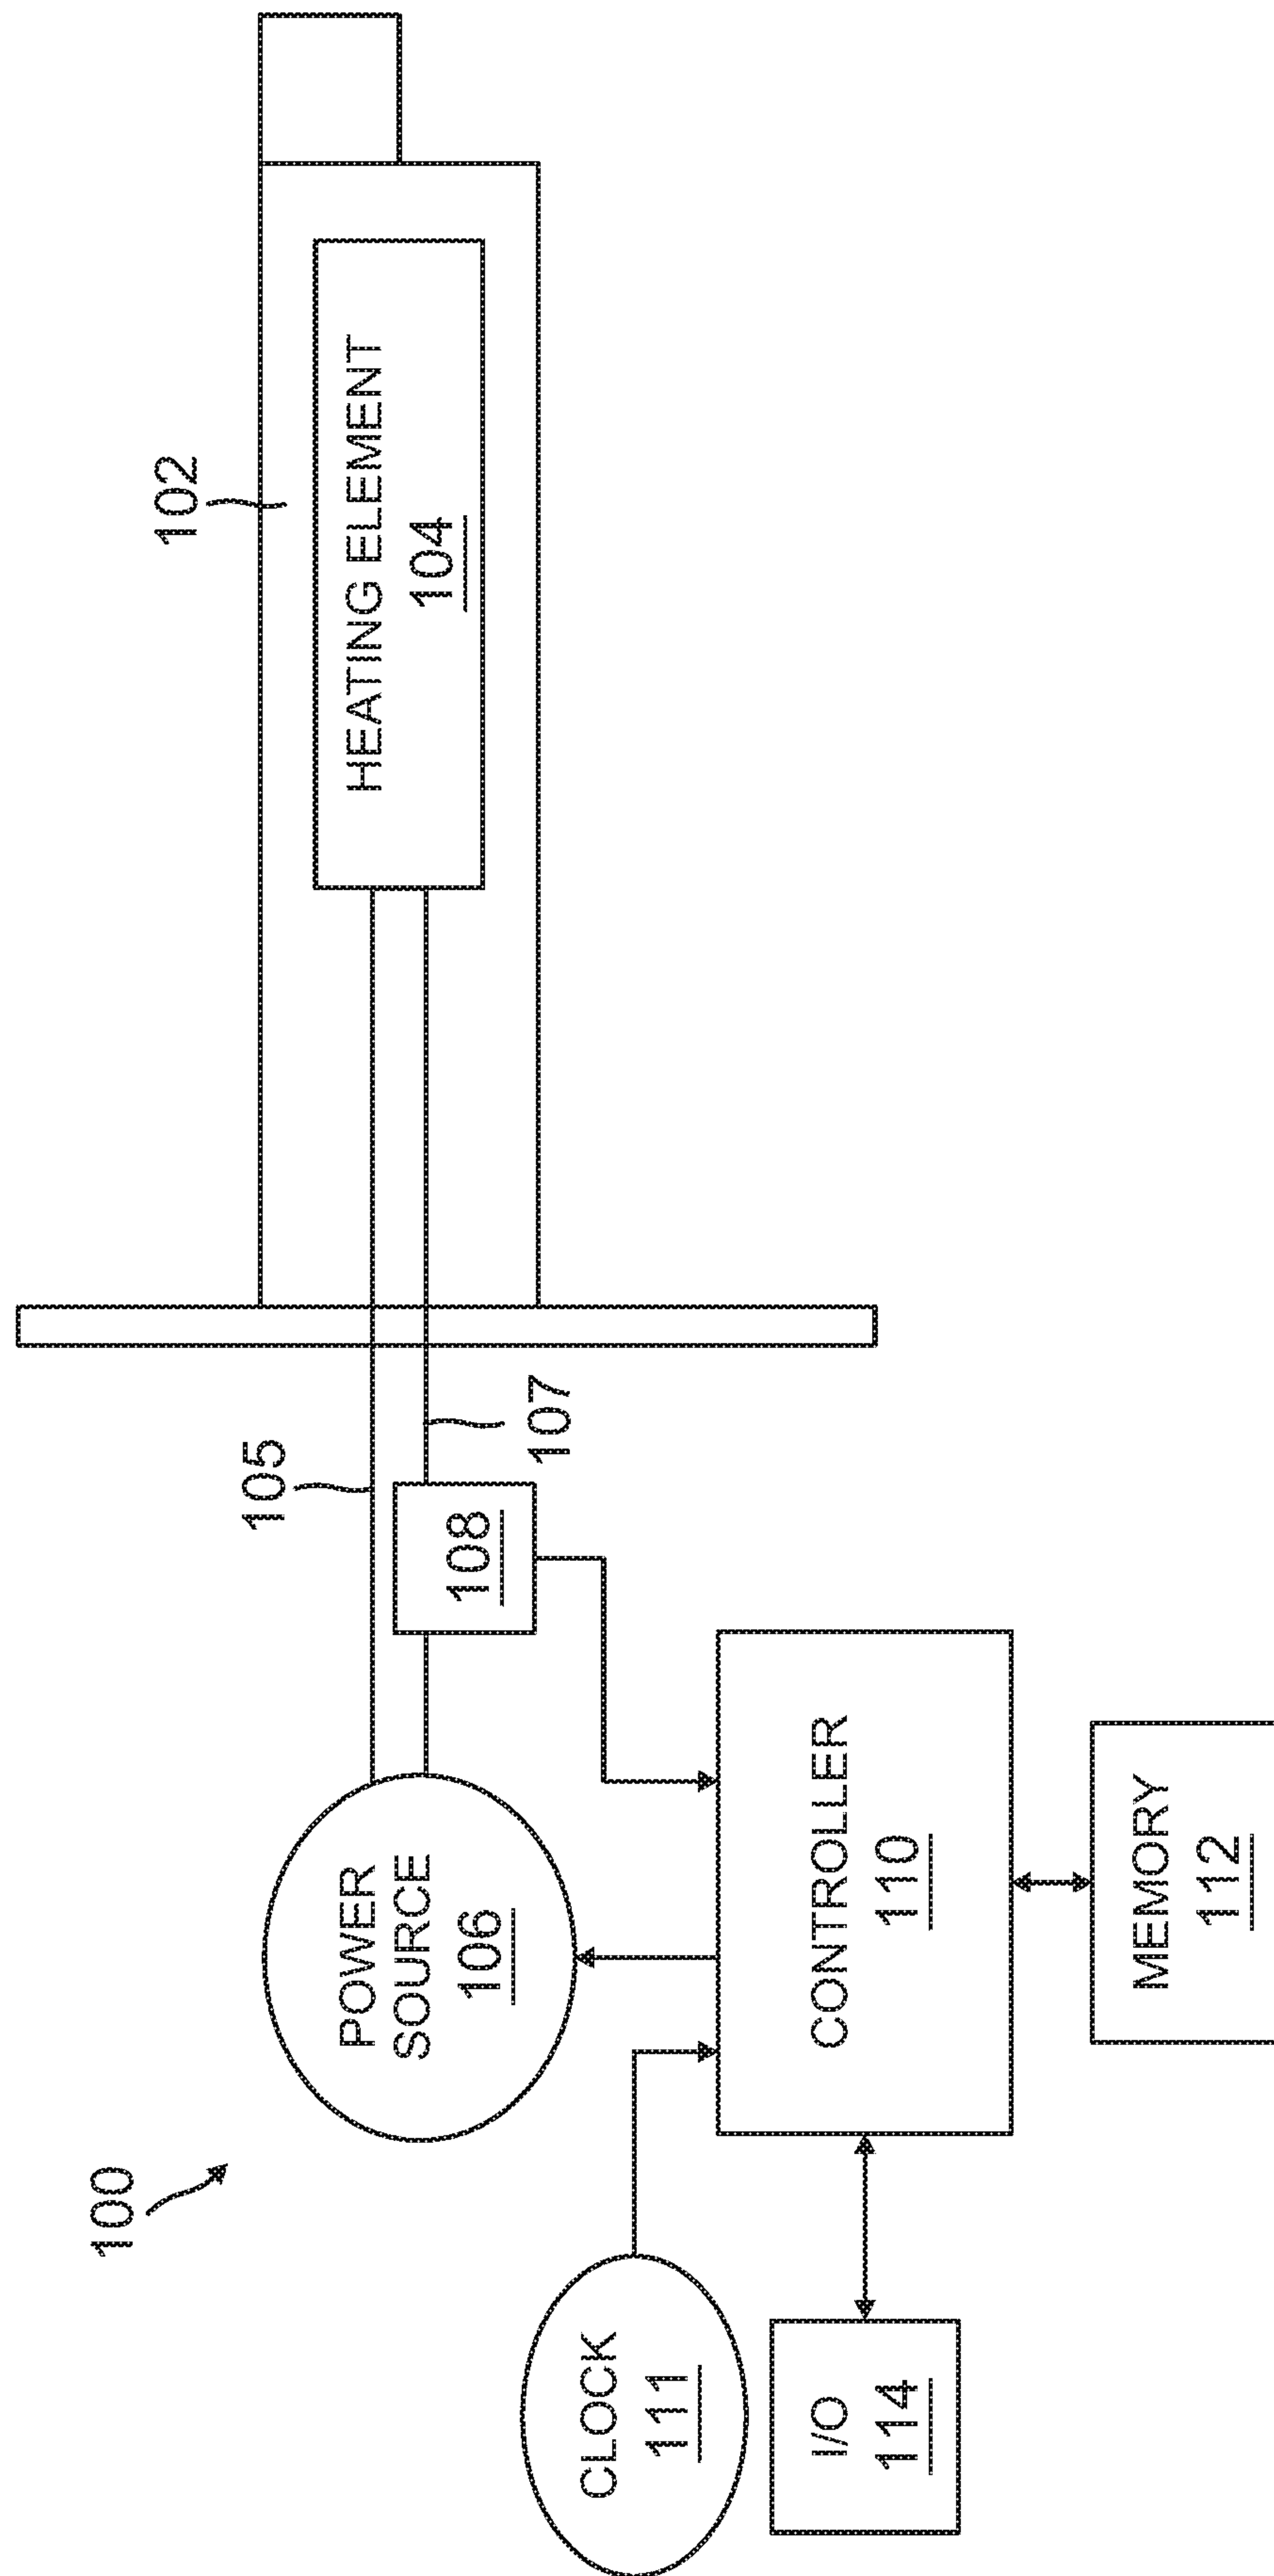 100
102
HEATING ELEMENT
104
105
107
108
POWER
SOURCE
106
CLOCK
111
CONTROLLER
110
I/O
114
MEMORY
112